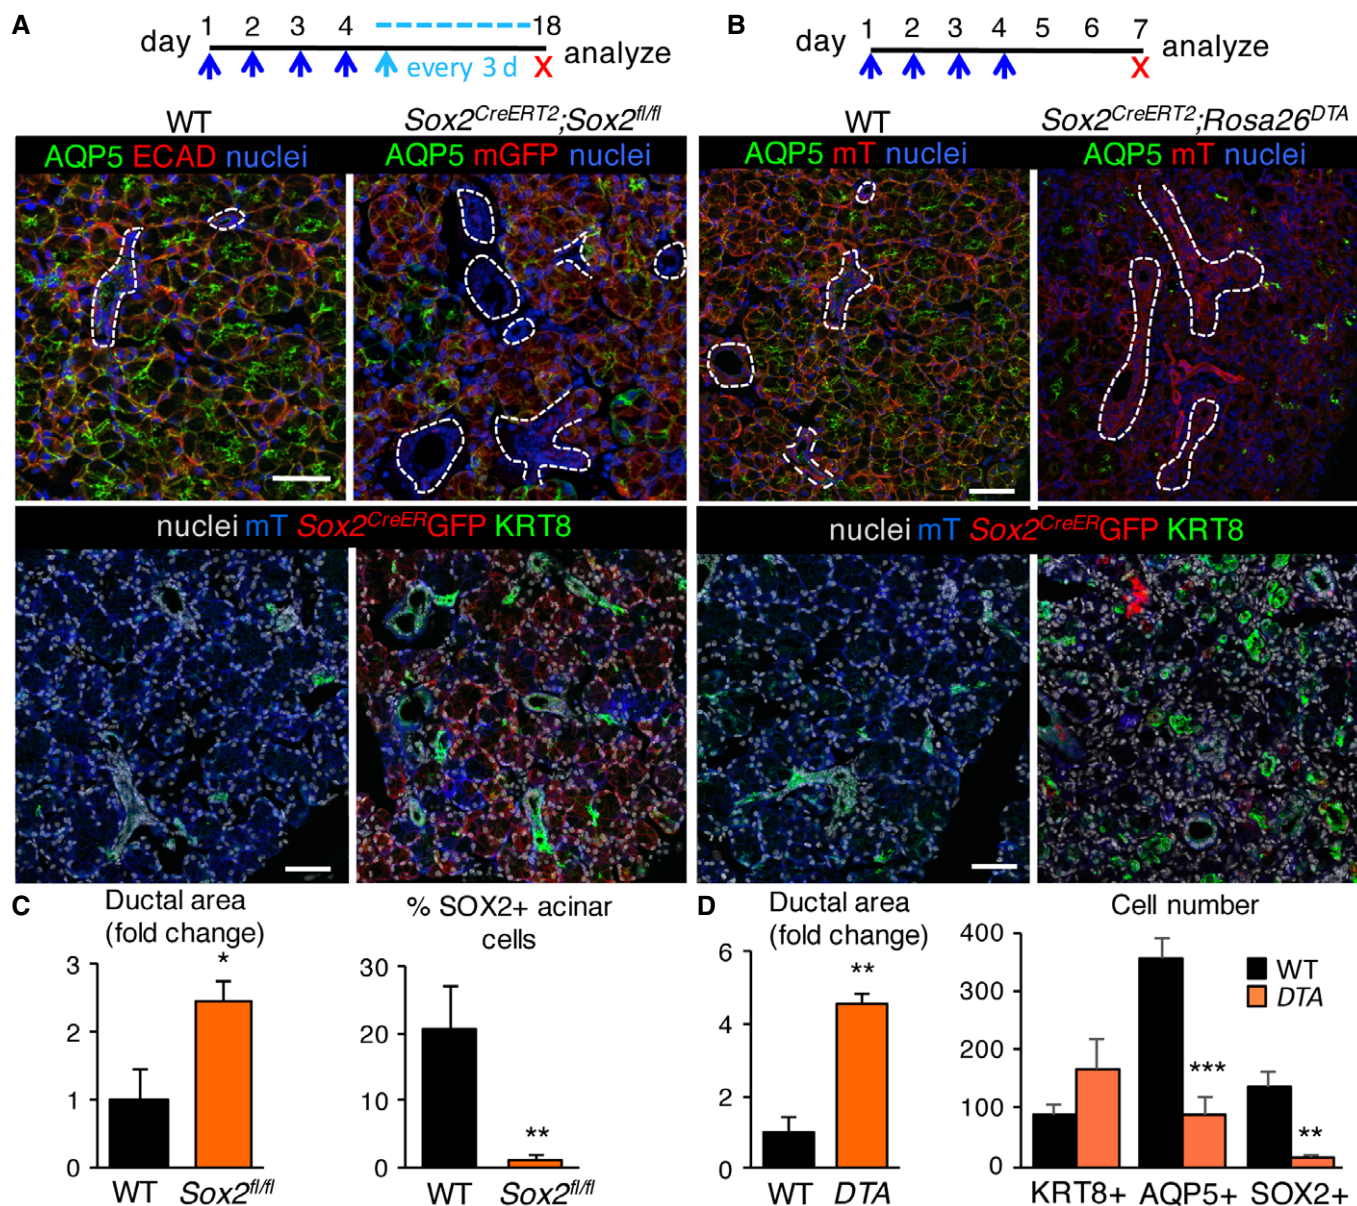 A
day 1 2 3 4 18 analyze
every 3 d X
WT Sox2CreERT2;Sox2fl/fl
AQP5 ECAD nuclei AQP5 mGFP nuclei
nuclei mT Sox2CreERGFP KRT8
B
day 1 2 3 4 5 6 7 analyze
X
WT Sox2CreERT2;Rosa26DTA
AQP5 mT nuclei AQP5 mT nuclei
nuclei mT Sox2CreERGFP KRT8
C
Ductal area
(fold change)
3
2
1
0
*
WT Sox2fl/fl
% SOX2+ acinar
cells
30
20
10
0
**
WT Sox2fl/fl
D
Ductal area
(fold change)
6
4
2
0
**
WT DTA
Cell number
400
300
200
100
0
WT
DTA
***
**
KRT8+ AQP5+ SOX2+